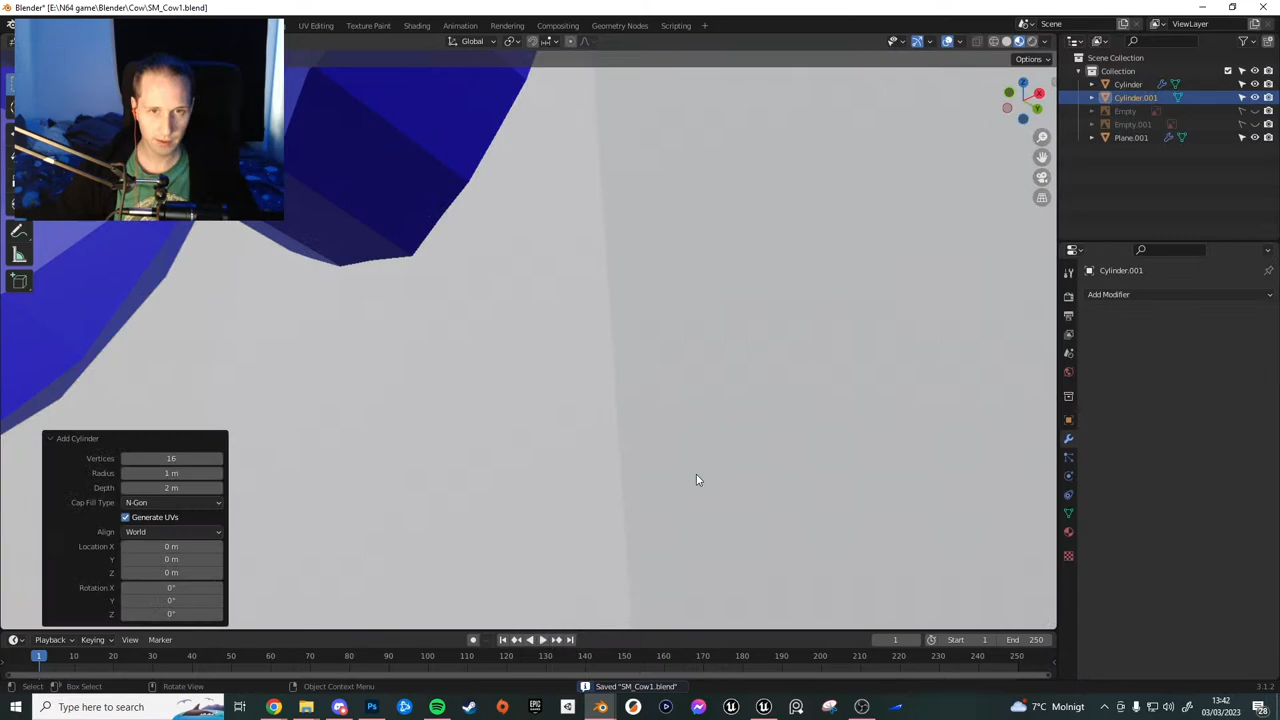 Blender* [E:\N64 game\Blender\Cow\SM_Cow1.blend]
UV Editing Texture Paint Shading Animation Rendering Compositing Geometry Nodes Scripting +
Scene ViewLayer
Global
Options
Scene Collection
Collection
Cylinder
Cylinder.001
Empty
Empty.001
Plane.001
Z
X
Y
Cylinder.001
Add Modifier
Add Cylinder
Vertices 16
Radius 1 m
Depth 2 m
Cap Fill Type N-Gon
Generate UVs
Align World
Location X 0 m
Y 0 m
Z 0 m
Rotation X 0°
Y 0°
Z 0°
Playback Keying View Marker 1 Start 1 End 250
1 10 20 30 40 50 60 70 80 90 100 110 120 130 140 150 160 170 180 190 200 210 220 230 240 250
Select Box Select Rotate View Object Context Menu Saved "SM_Cow1.blend" 3.1.2
Type here to search
7°C Molnigt
13:42
03/03/2023
28